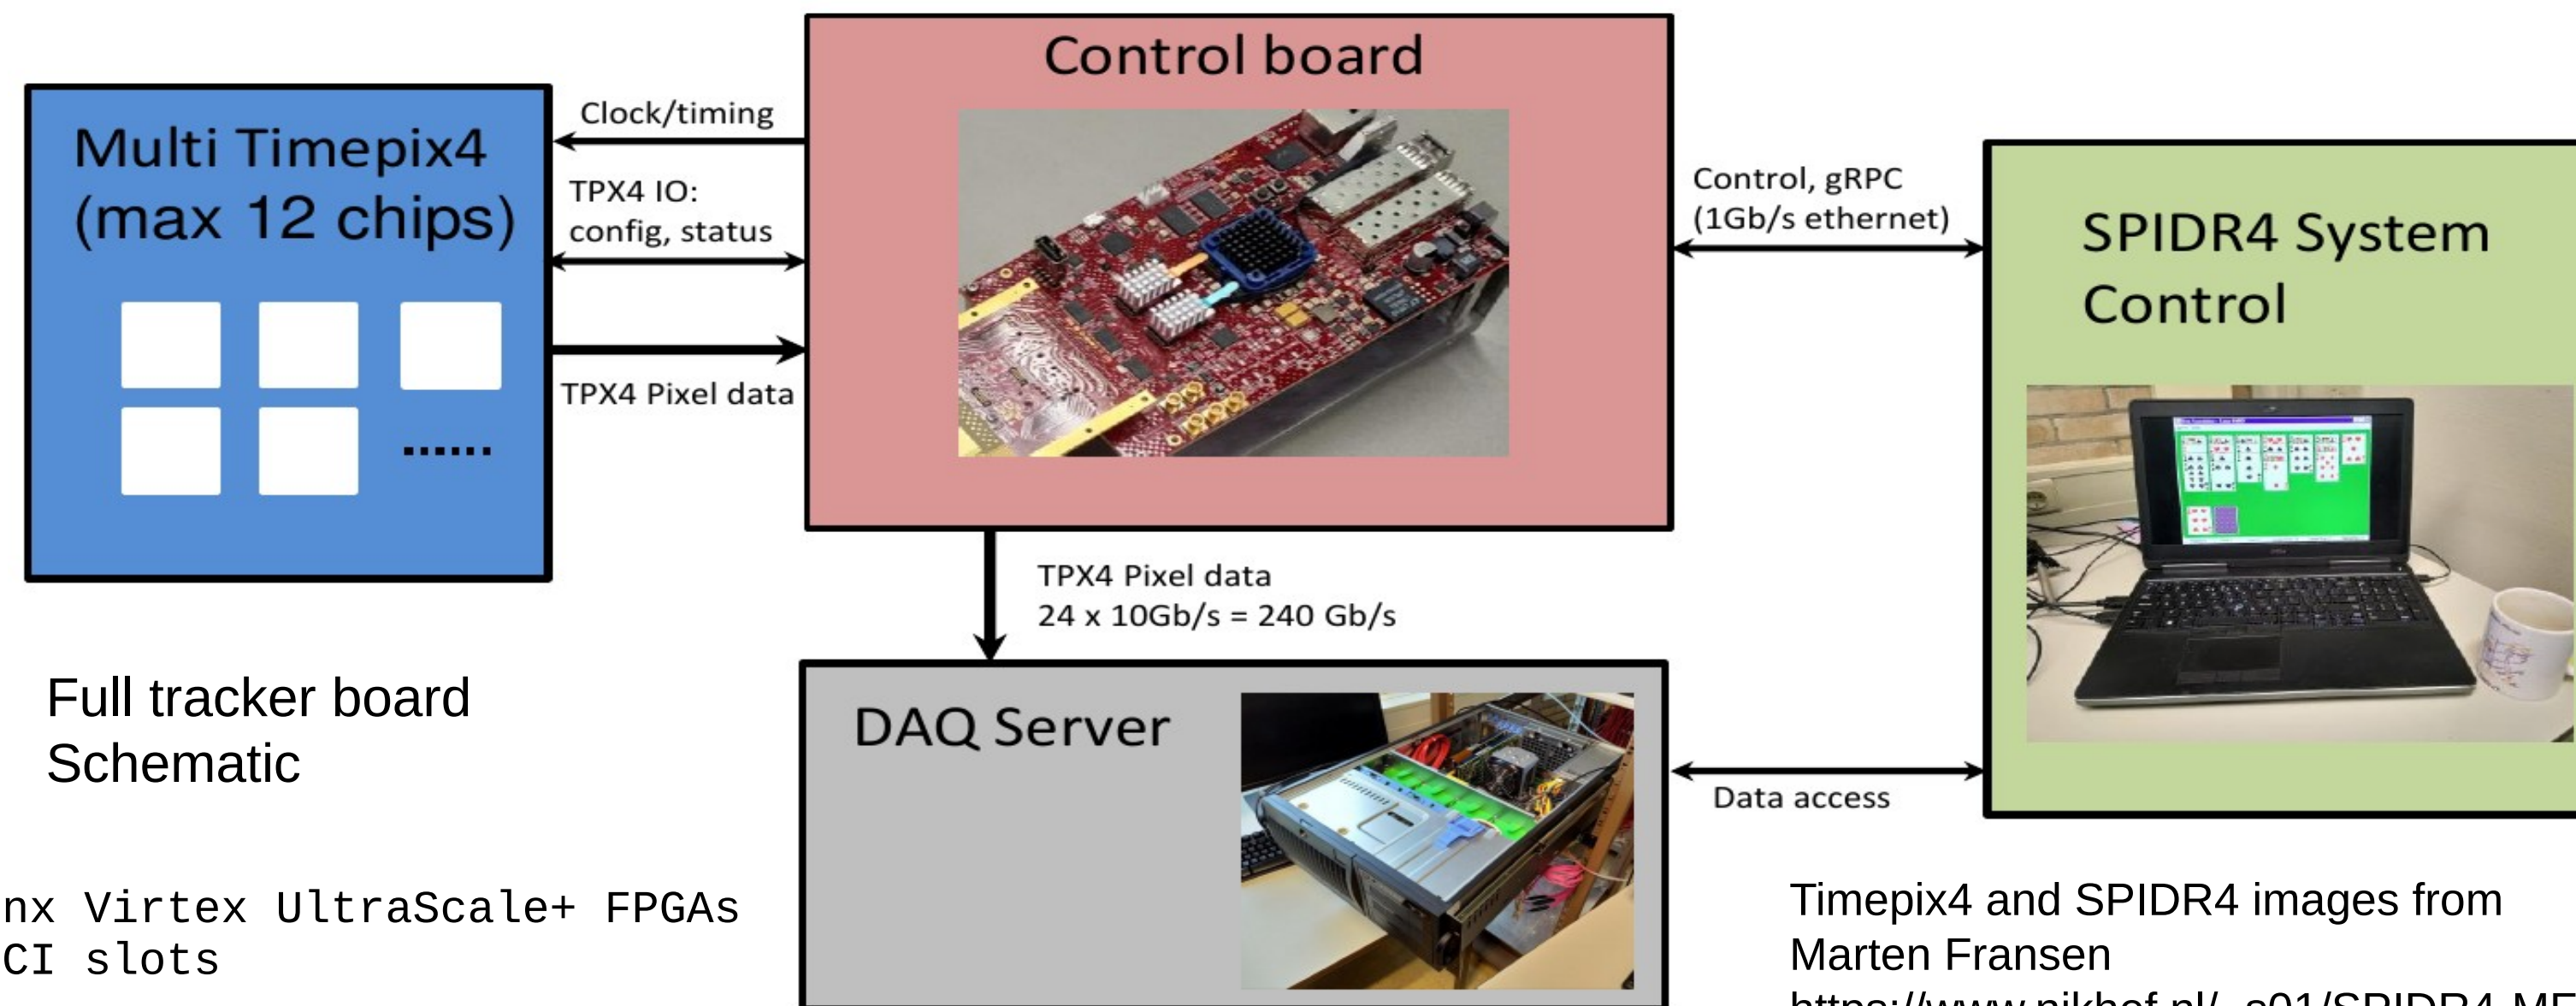 Control board
Multi Timepix4
(max 12 chips)
......
Clock/timing
TPX4 IO:
config, status
TPX4 Pixel data
Control, gRPC
(1Gb/s ethernet)
SPIDR4 System
Control
TPX4 Pixel data
24 x 10Gb/s = 240 Gb/s
DAQ Server
Data access
Full tracker board
Schematic
nx Virtex UltraScale+ FPGAs
CI slots
Timepix4 and SPIDR4 images from
Marten Fransen